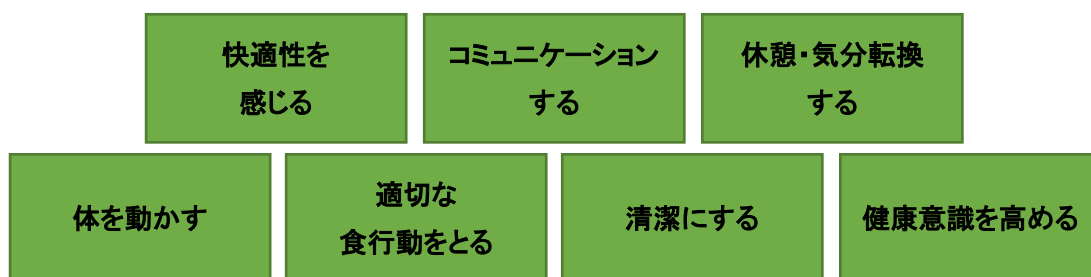 快適性を
感じる
コミュニケーション
する
休憩・気分転換
する
体を動かす
適切な
食行動をとる
清潔にする
健康意識を高める